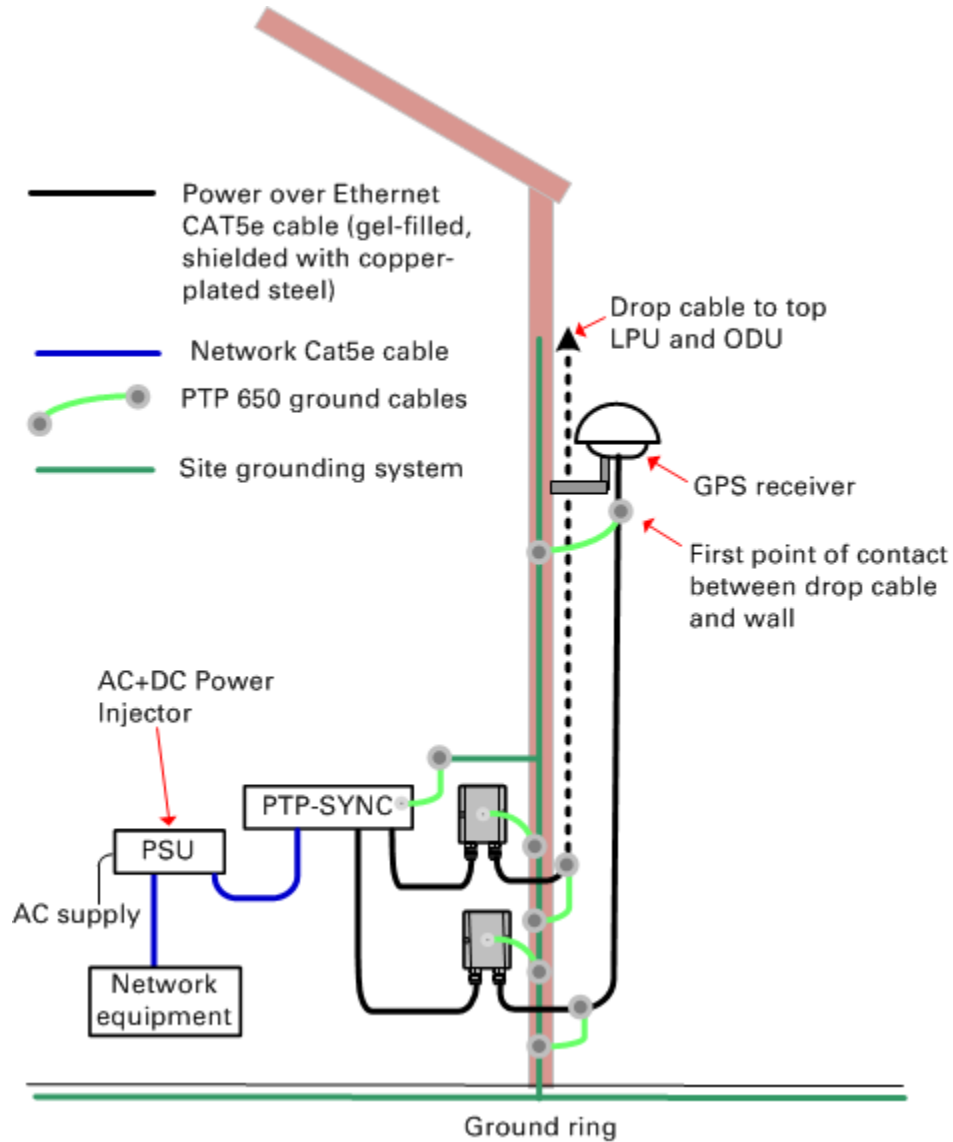 Power over Ethernet
CAT5e cable (gel-filled,
shielded with copper-
plated steel)
Network Cat5e cable
PTP 650 ground cables
Site grounding system
Drop cable to top
LPU and ODU
GPS receiver
First point of contact
between drop cable
and wall
AC+DC Power
Injector
PTP-SYNC
PSU
AC supply
Network
equipment
Ground ring